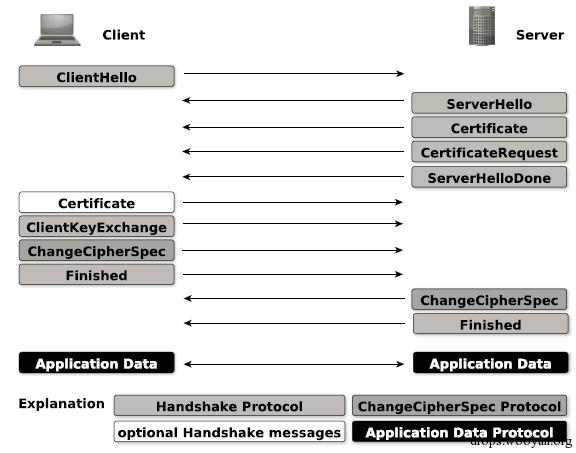 Client
Server
ClientHello
ServerHello
Certificate
CertificateRequest
ServerHelloDone
Certificate
ClientKeyExchange
ChangeCipherSpec
Finished
ChangeCipherSpec
Finished
Application Data
Application Data
Explanation
Handshake Protocol
ChangeCipherSpec Protocol
optional Handshake messages
Application Data Protocol
drops.wooyun.org